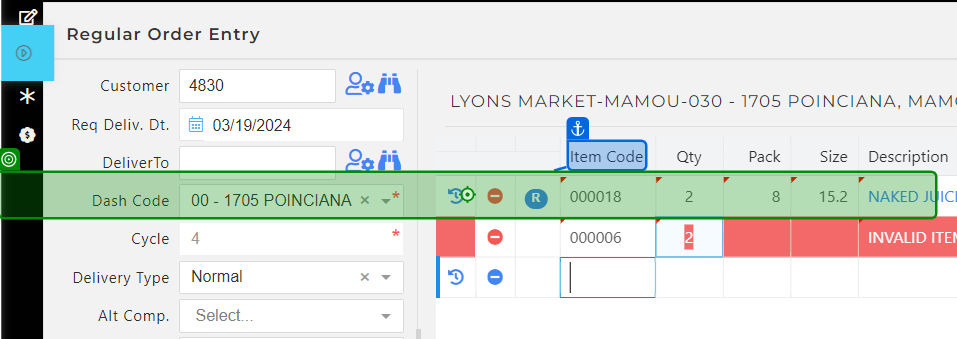 Regular Order Entry
Customer 4830
Req Deliv. Dt. 03/19/2024
DeliverTo
Dash Code 00 - 1705 POINCIANA × *
Cycle 4 *
Delivery Type Normal ×
Alt Comp. Select...
LYONS MARKET-MAMOU-030 - 1705 POINCIANA, MAMO
Item Code Qty Pack Size Description
R 000018 2 8 15.2 NAKED JUIC
000006 2 INVALID ITEM